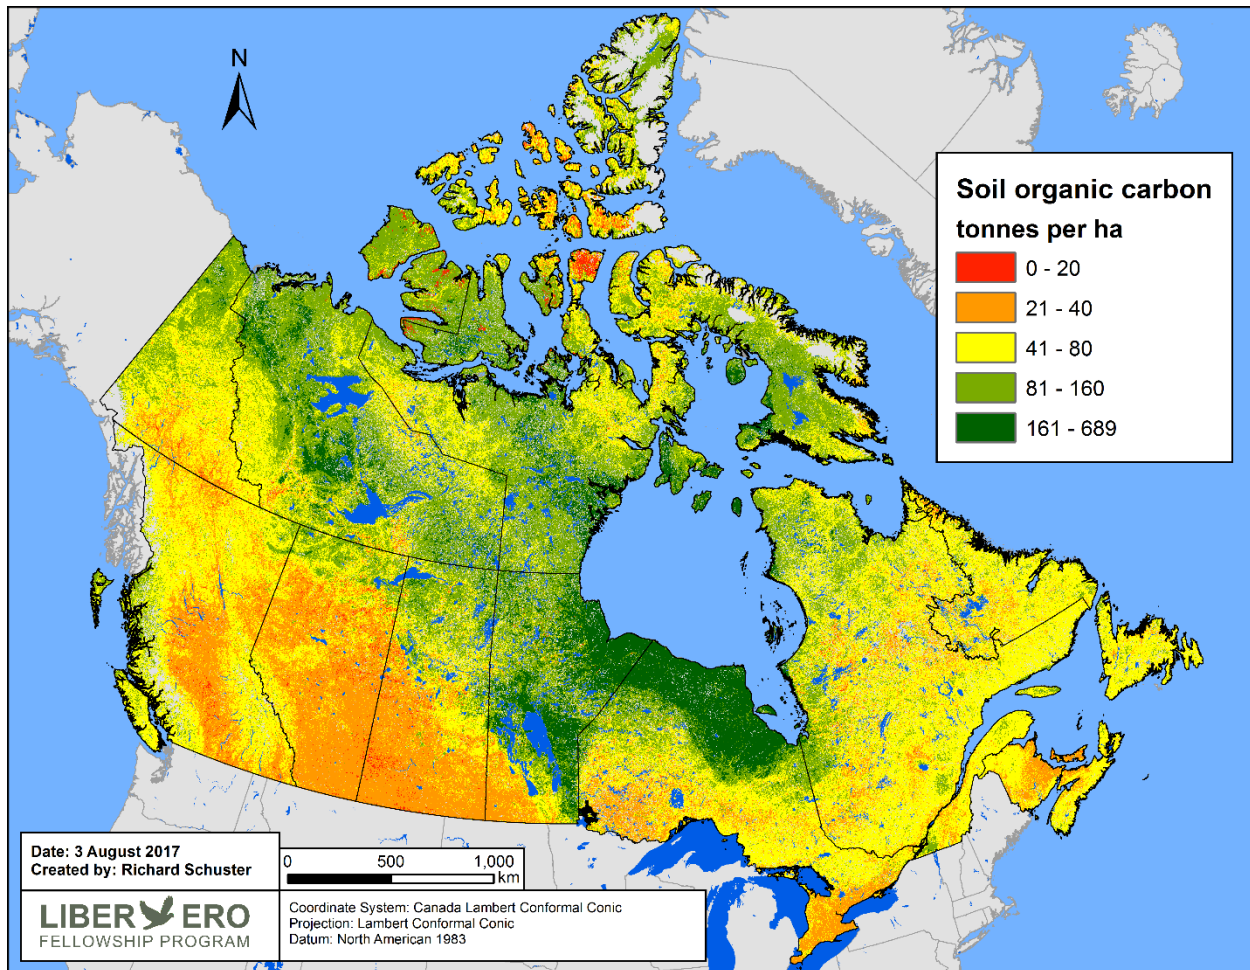 N
Soil organic carbon
tonnes per ha
0 - 20
21 - 40
41 - 80
81 - 160
161 - 689
Date: 3 August 2017
Created by: Richard Schuster
0 500 1,000
km
LIBER ERO
FELLOWSHIP PROGRAM
Coordinate System: Canada Lambert Conformal Conic
Projection: Lambert Conformal Conic
Datum: North American 1983